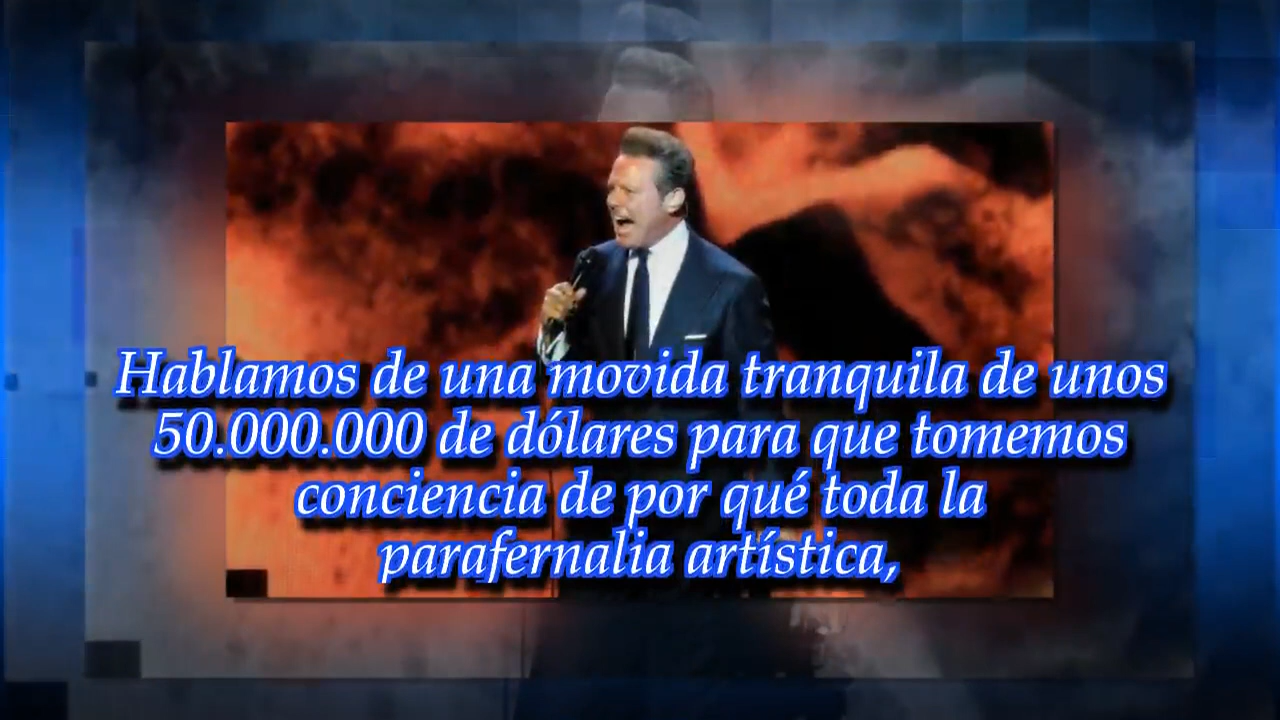 Hablamos de una movida tranquila de unos
50.000.000 de dólares para que tomemos
conciencia de por qué toda la
parafernalia artística,